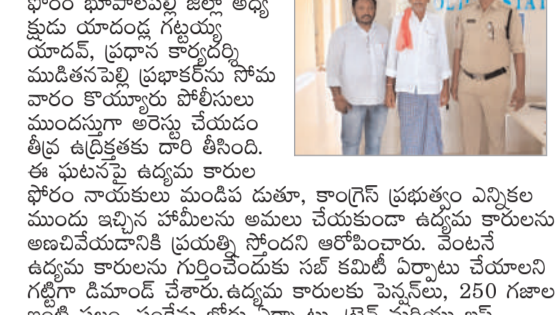 ఫోరం భూపాలపల్లి జిల్లా అధ్య
క్షుడు యాదండ్ల గట్టయ్య
యాదవ్, ప్రధాన కార్యదర్శి
ముడితనపెల్లి ప్రభాకర్‌ను సోమ
వారం కొయ్యూరు పోలీసులు
ముందస్తుగా అరెస్టు చేయడం
తీవ్ర ఉద్రిక్తతకు దారి తీసింది.
ఈ ఘటనపై ఉద్యమ కారుల
ఫోరం నాయకులు మండిప డుతూ, కాంగ్రెస్ ప్రభుత్వం ఎన్నికల
ముందు ఇచ్చిన హామీలను అమలు చేయకుండా ఉద్యమ కారులను
అణచివేయడానికి ప్రయత్ని స్తోందని ఆరోపించారు. వెంటనే
ఉద్యమ కారులను గుర్తించేందుకు సబ్ కమిటీ ఏర్పాటు చేయాలని
గట్టిగా డిమాండ్ చేశారు.ఉద్యమ కారులకు పెన్షన్‌లు, 250 గజాల